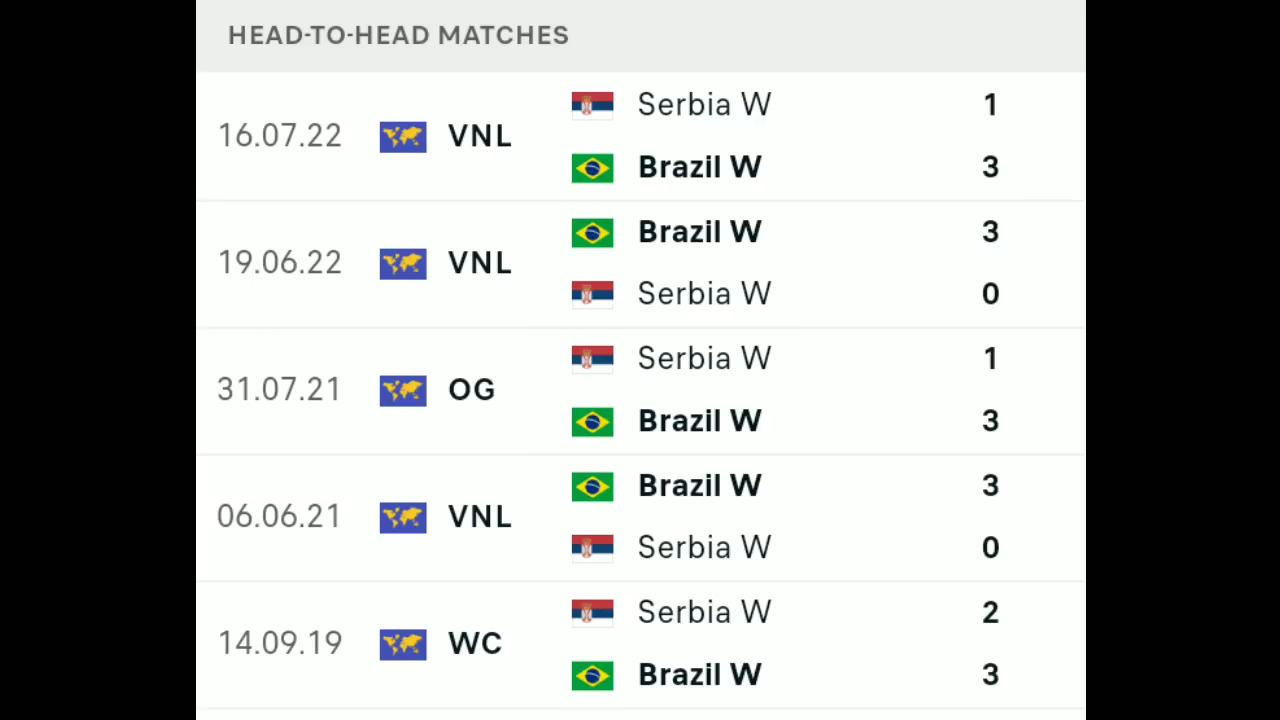 HEAD-TO-HEAD MATCHES
16.07.22 VNL Serbia W 1
Brazil W 3
19.06.22 VNL Brazil W 3
Serbia W 0
31.07.21 OG Serbia W 1
Brazil W 3
06.06.21 VNL Brazil W 3
Serbia W 0
14.09.19 WC Serbia W 2
Brazil W 3